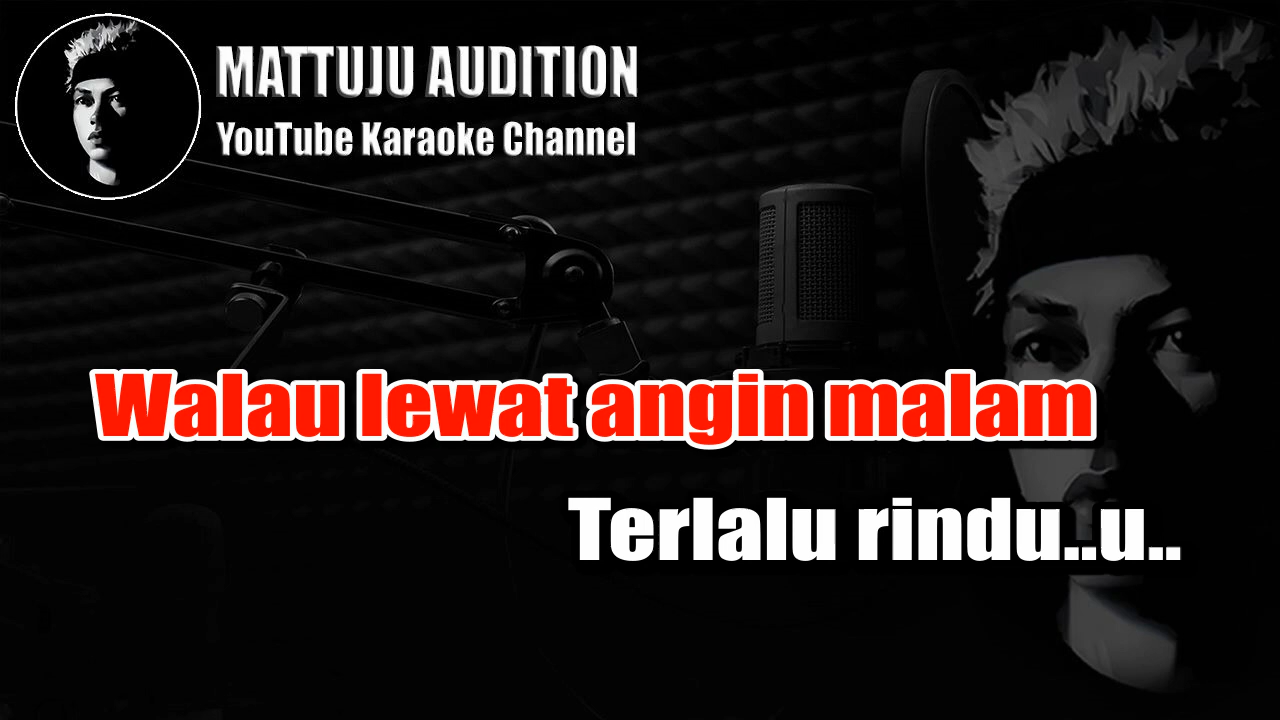 MATTUJU AUDITION
YouTube Karaoke Channel
Walau lewat angin malam
Terlalu rindu..u..